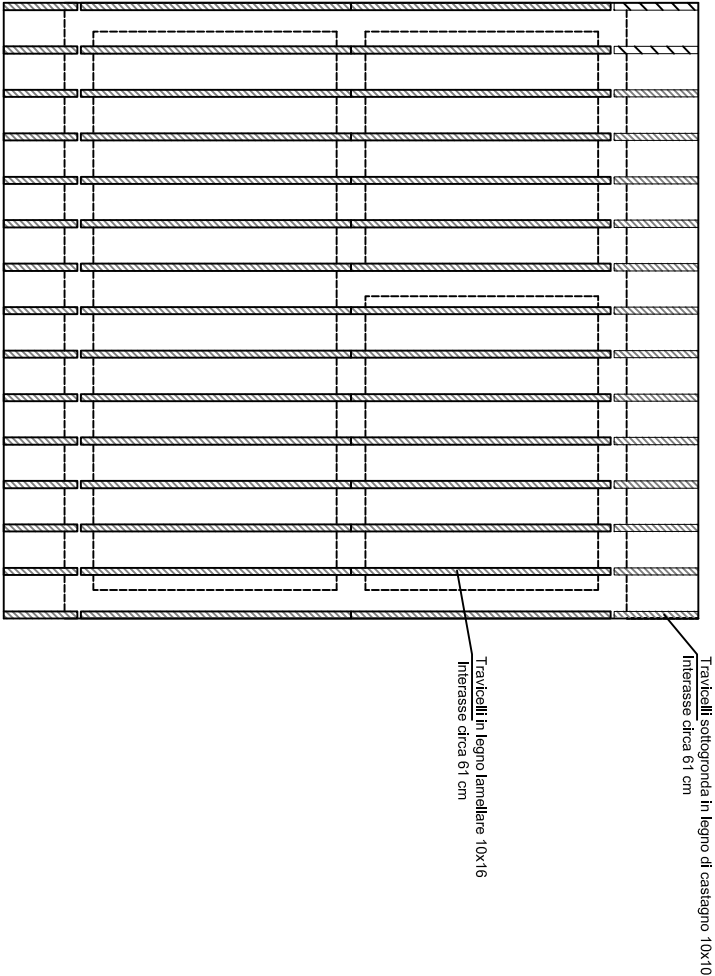 Travicelli sottogronda in legno di castagno 10x10
Interasse circa 61 cm
Travicelli in legno lamellare 10x16
Interasse circa 61 cm